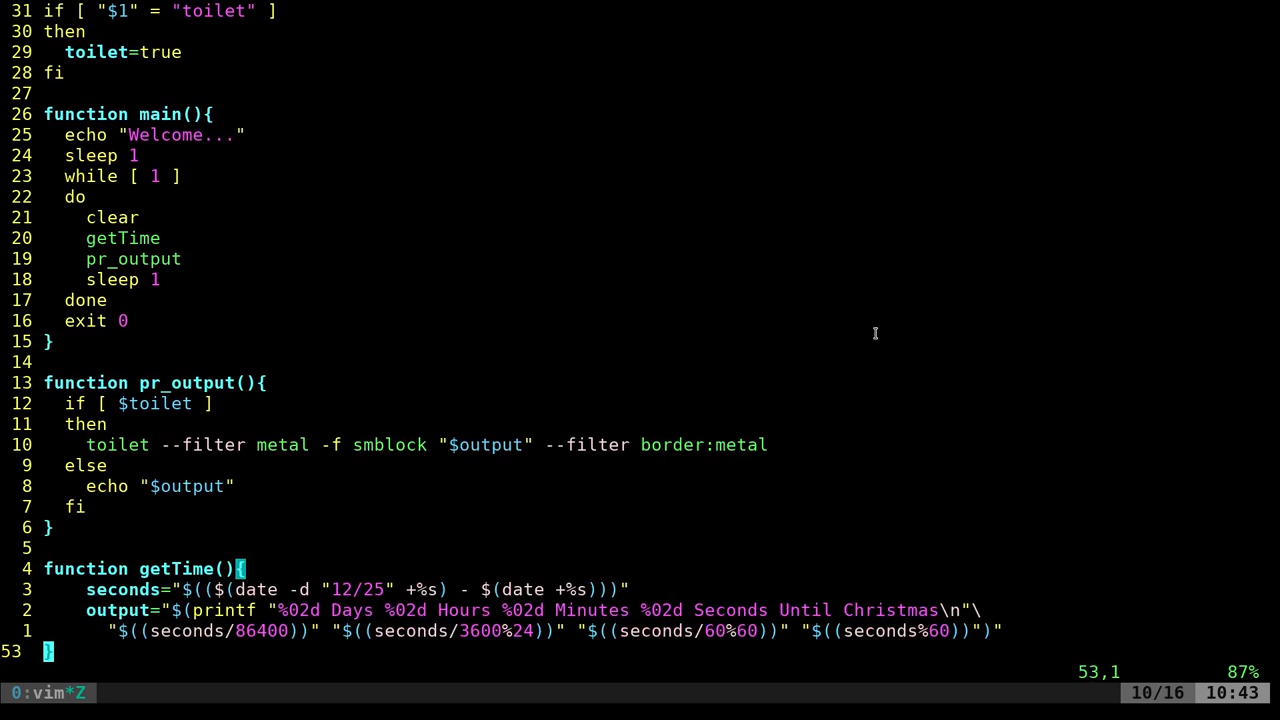 31 if [ "$1" = "toilet" ]
30 then
29   toilet=true
28 fi
27
26 function main(){
25   echo "Welcome..."
24   sleep 1
23   while [ 1 ]
22   do
21     clear
20     getTime
19     pr_output
18     sleep 1
17   done
16   exit 0
15 }
14
13 function pr_output(){
12   if [ $toilet ]
11   then
10     toilet --filter metal -f smblock "$output" --filter border:metal
 9   else
 8     echo "$output"
 7   fi
 6 }
 5
 4 function getTime(){
 3     seconds="$(($(date -d "12/25" +%s) - $(date +%s)))"
 2     output="$(printf "%02d Days %02d Hours %02d Minutes %02d Seconds Until Christmas\n"\
 1       "$((seconds/86400))" "$((seconds/3600%24))" "$((seconds/60%60))" "$((seconds%60))")"
53  }
53,1 87%
0:vim*Z 10/16 10:43